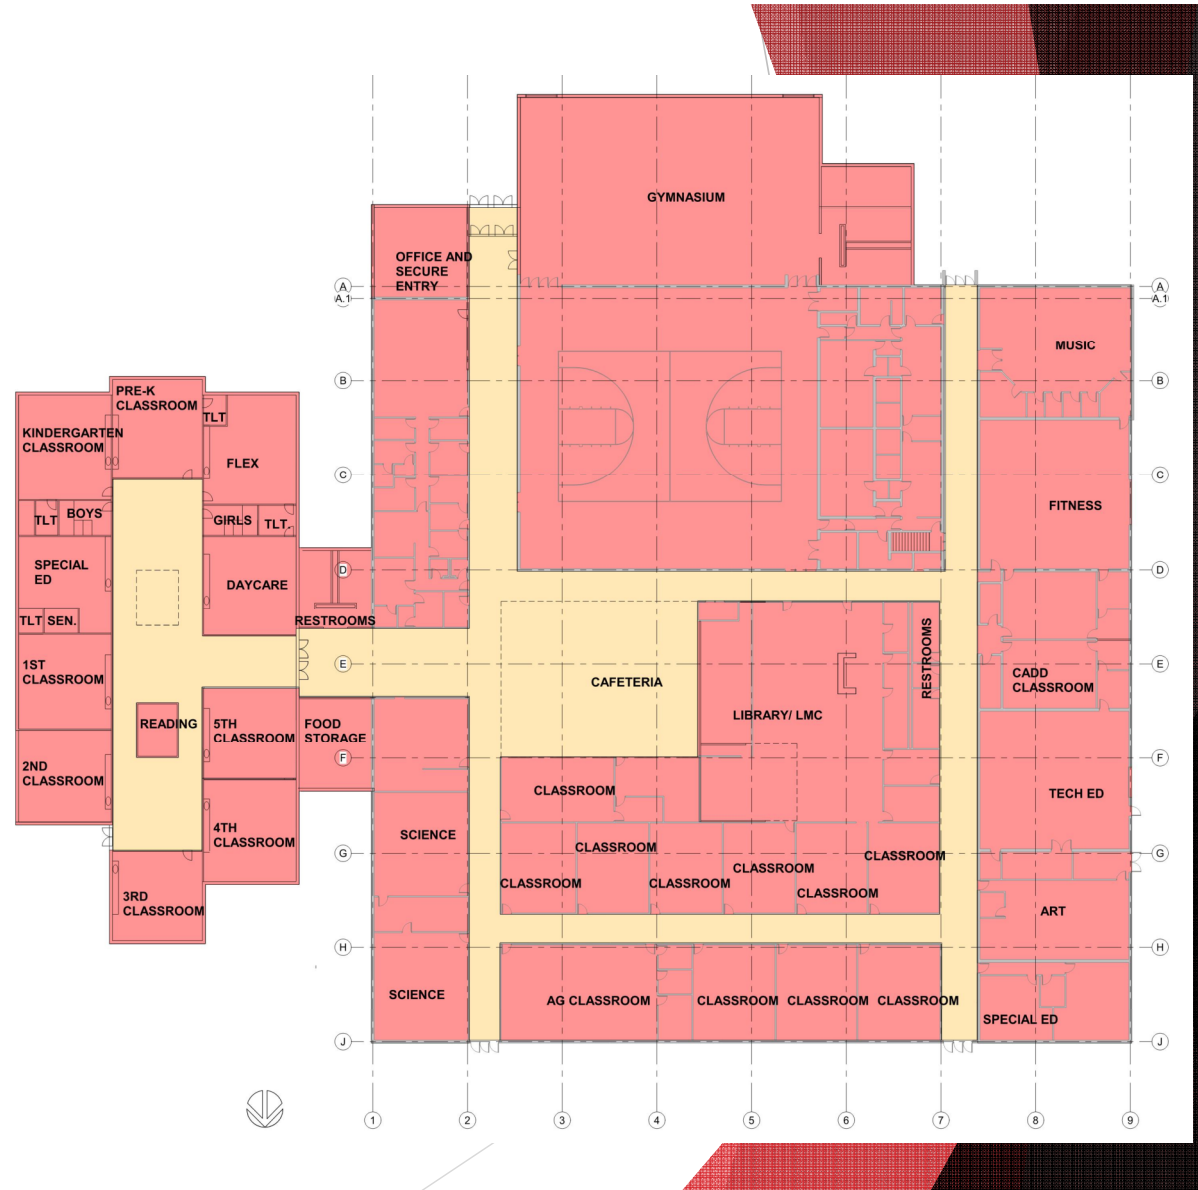 GYMNASIUM
OFFICE AND
SECURE
ENTRY
A
A.1
A
A.1
MUSIC
B
B
PRE-K
CLASSROOM
TLT
KINDERGARTEN
CLASSROOM
FLEX
C
C
FITNESS
TLT
BOYS
GIRLS
TLT.
SPECIAL
ED
DAYCARE
D
D
TLT
SEN.
RESTROOMS
RESTROOMS
1ST
CLASSROOM
E
E
CAFETERIA
CADD
CLASSROOM
READING
5TH
CLASSROOM
FOOD
STORAGE
LIBRARY/ LMC
F
F
2ND
CLASSROOM
CLASSROOM
TECH ED
4TH
CLASSROOM
SCIENCE
CLASSROOM
G
G
CLASSROOM
CLASSROOM
CLASSROOM
CLASSROOM
CLASSROOM
3RD
CLASSROOM
ART
H
H
SCIENCE
AG CLASSROOM
CLASSROOM
CLASSROOM
CLASSROOM
SPECIAL ED
J
J
1
2
3
4
5
6
7
8
9